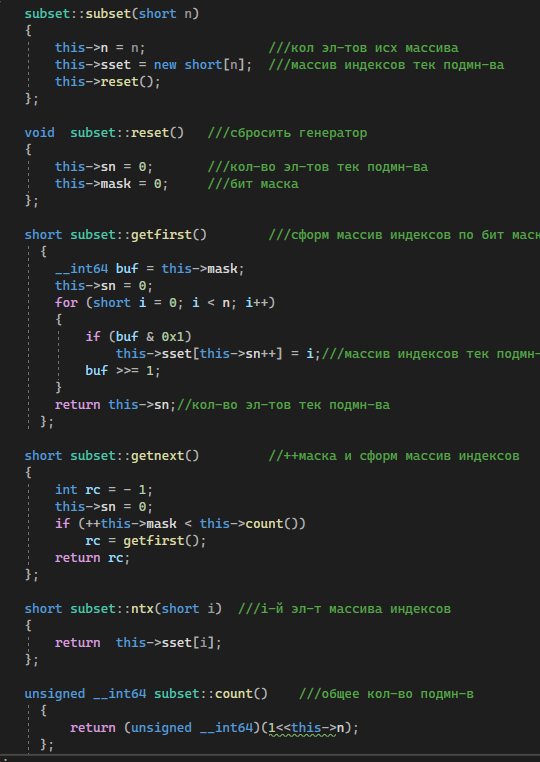 subset::subset(short n)
{
this->n = n; ///кол эл-тов исх массива
this->sset = new short[n]; ///массив индексов тек подмн-ва
this->reset();
};
void subset::reset() ///сбросить генератор
{
this->sn = 0; ///кол-во эл-тов тек подмн-ва
this->mask = 0; ///бит маска
};
short subset::getfirst() ///сформ массив индексов по бит маск
{
__int64 buf = this->mask;
this->sn = 0;
for (short i = 0; i < n; i++)
{
if (buf & 0x1)
this->sset[this->sn++] = i;///массив индексов тек подмн-
buf >>= 1;
}
return this->sn;//кол-во эл-тов тек подмн-ва
};
short subset::getnext() //++маска и сформ массив индексов
{
int rc = - 1;
this->sn = 0;
if (++this->mask < this->count())
rc = getfirst();
return rc;
};
short subset::ntx(short i) ///i-й эл-т массива индексов
{
return this->sset[i];
};
unsigned __int64 subset::count() ///общее кол-во подмн-в
{
return (unsigned __int64)(1<<this->n);
};